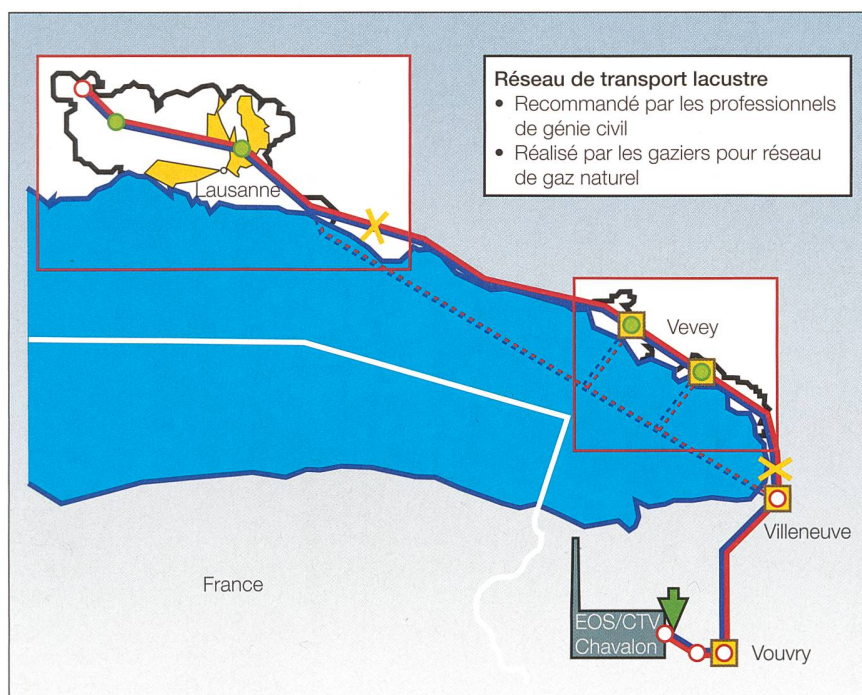 Réseau de transport lacustre
• Recommandé par les professionnels
de génie civil
• Réalisé par les gaziers pour réseau
de gaz naturel
Lausanne
Vevey
Villeneuve
France
EOS/CTV
Chavalon
Vouvry